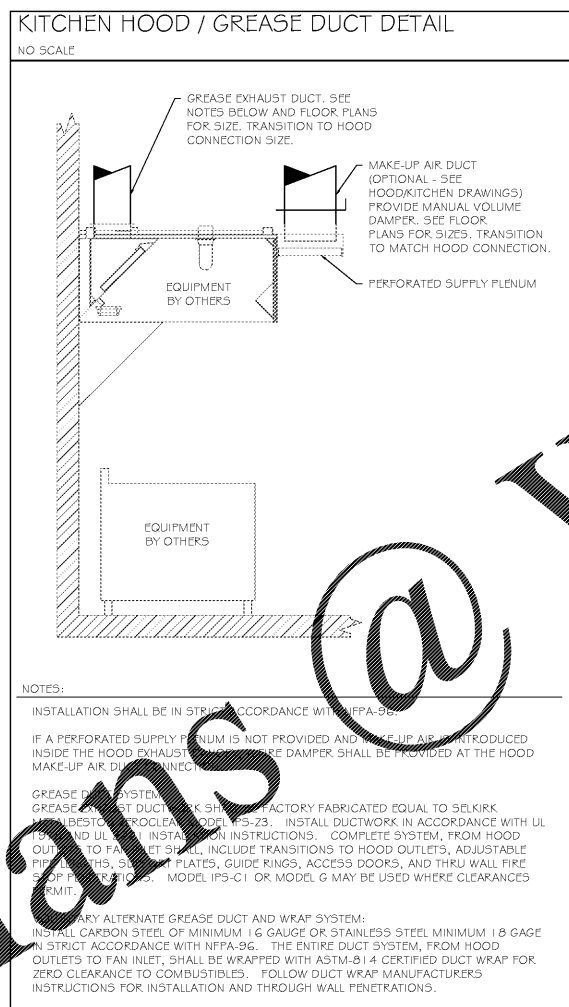 KITCHEN HOOD / GREASE DUCT DETAIL
NO SCALE
GREASE EXHAUST DUCT. SEE
NOTES BELOW AND FLOOR PLANS
FOR SIZE. TRANSITION TO HOOD
CONNECTION SIZE.
MAKE-UP AIR DUCT
(OPTIONAL - SEE
HOOD/KITCHEN DRAWINGS)
PROVIDE MANUAL VOLUME
DAMPER. SEE FLOOR
PLANS FOR SIZES. TRANSITION
TO MATCH HOOD CONNECTION.
PERFORATED SUPPLY PLENUM
EQUIPMENT
BY OTHERS
EQUIPMENT
BY OTHERS
NOTES:
INSTALLATION SHALL BE IN STRICT ACCORDANCE WITH NFPA-96.
IF A PERFORATED SUPPLY PLENUM IS NOT PROVIDED AND MAKE-UP AIR IS INTRODUCED
INSIDE THE HOOD EXHAUST FIRE DAMPER SHALL BE PROVIDED AT THE HOOD
MAKE-UP AIR DUCT CONNECTION
GREASE DUCT SYSTEM
GREASE EXHAUST DUCTWORK SHALL BE FACTORY FABRICATED EQUAL TO SELKIRK
METALBESTOS ZEROCLEAR MODEL IPS-Z3. INSTALL DUCTWORK IN ACCORDANCE WITH UL
AND UL INSTALLATION INSTRUCTIONS. COMPLETE SYSTEM, FROM HOOD
OUTLETS TO FAN INLET SHALL, INCLUDE TRANSITIONS TO HOOD OUTLETS, ADJUSTABLE
PIPE LENGTHS, SUPPORT PLATES, GUIDE RINGS, ACCESS DOORS, AND THRU WALL FIRE
STOP PENETRATIONS. MODEL IPS-C1 OR MODEL G MAY BE USED WHERE CLEARANCES
PERMIT.
ALTERNATE GREASE DUCT AND WRAP SYSTEM:
INSTALL CARBON STEEL OF MINIMUM 16 GAUGE OR STAINLESS STEEL MINIMUM 18 GAGE
IN STRICT ACCORDANCE WITH NFPA-96. THE ENTIRE DUCT SYSTEM, FROM HOOD
OUTLETS TO FAN INLET, SHALL BE WRAPPED WITH ASTM-814 CERTIFIED DUCT WRAP FOR
ZERO CLEARANCE TO COMBUSTIBLES. FOLLOW DUCT WRAP MANUFACTURERS
INSTRUCTIONS FOR INSTALLATION AND THROUGH WALL PENETRATIONS.
ans @